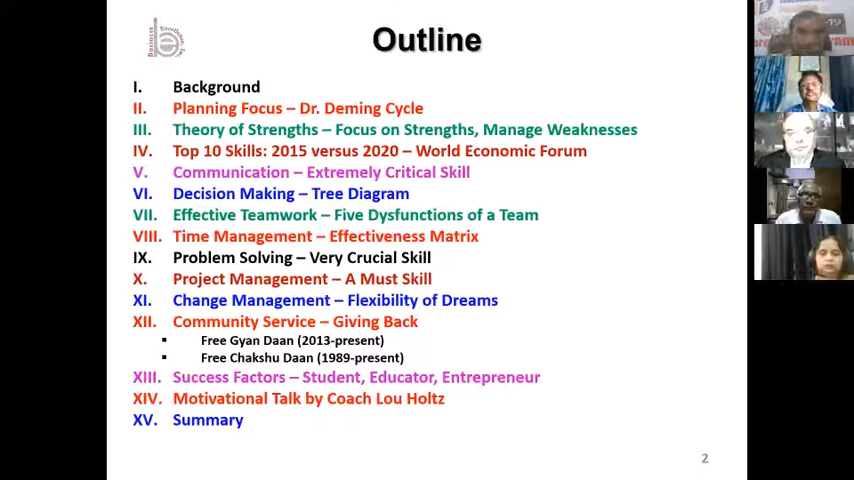 Business Excellence, Inc.
be
Outline
I. Background
II. Planning Focus – Dr. Deming Cycle
III. Theory of Strengths – Focus on Strengths, Manage Weaknesses
IV. Top 10 Skills: 2015 versus 2020 – World Economic Forum
V. Communication – Extremely Critical Skill
VI. Decision Making – Tree Diagram
VII. Effective Teamwork – Five Dysfunctions of a Team
VIII. Time Management – Effectiveness Matrix
IX. Problem Solving – Very Crucial Skill
X. Project Management – A Must Skill
XI. Change Management – Flexibility of Dreams
XII. Community Service – Giving Back
▪ Free Gyan Daan (2013-present)
▪ Free Chakshu Daan (1989-present)
XIII. Success Factors – Student, Educator, Entrepreneur
XIV. Motivational Talk by Coach Lou Holtz
XV. Summary
2